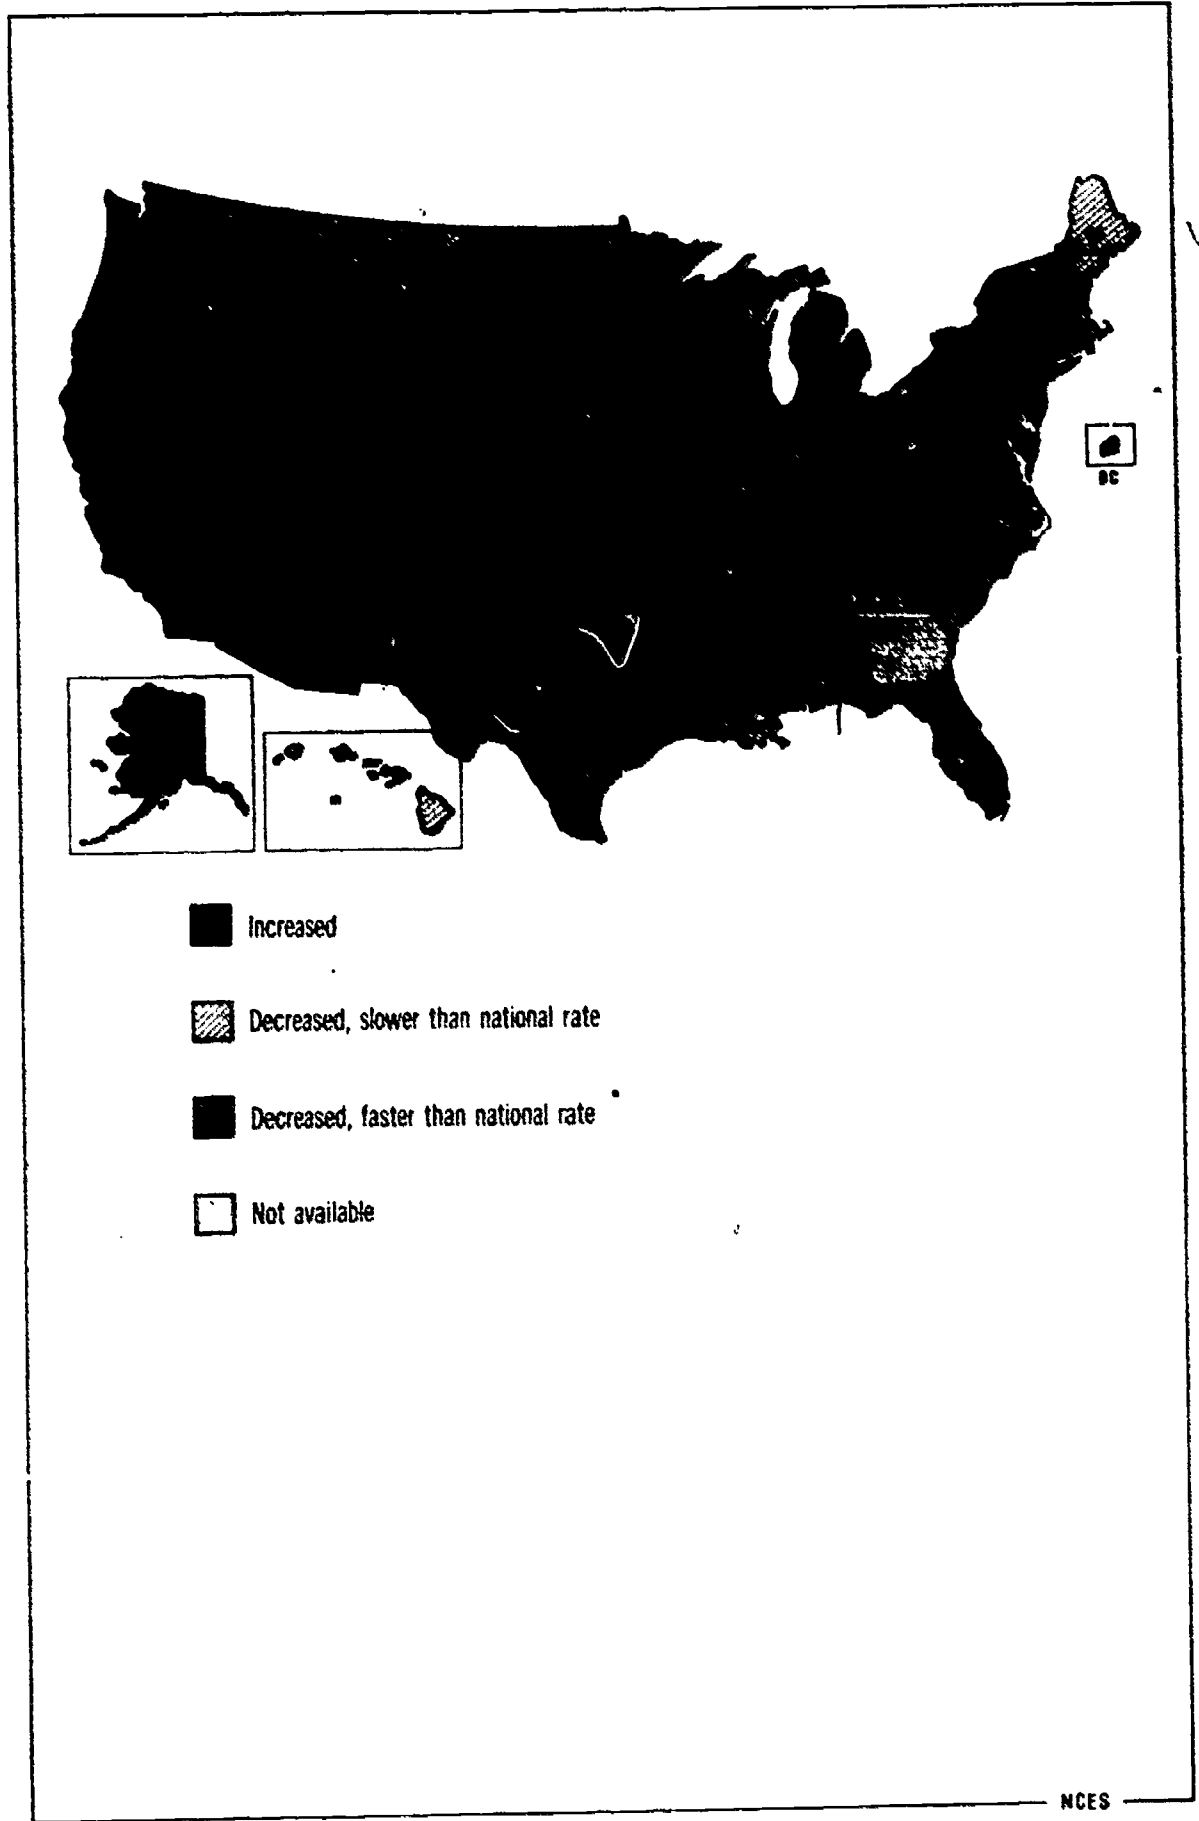 DC
Increased
Decreased, slower than national rate
Decreased, faster than national rate
Not available
NCES